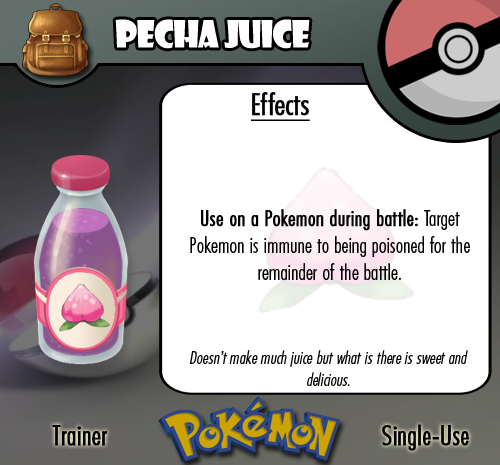 PECHA JUICE
Effects
Use on a Pokemon during battle: Target
Pokemon is immune to being poisoned for the
remainder of the battle.
Doesn't make much juice but what is there is sweet and
delicious.
Trainer
POKéMON
Single-Use